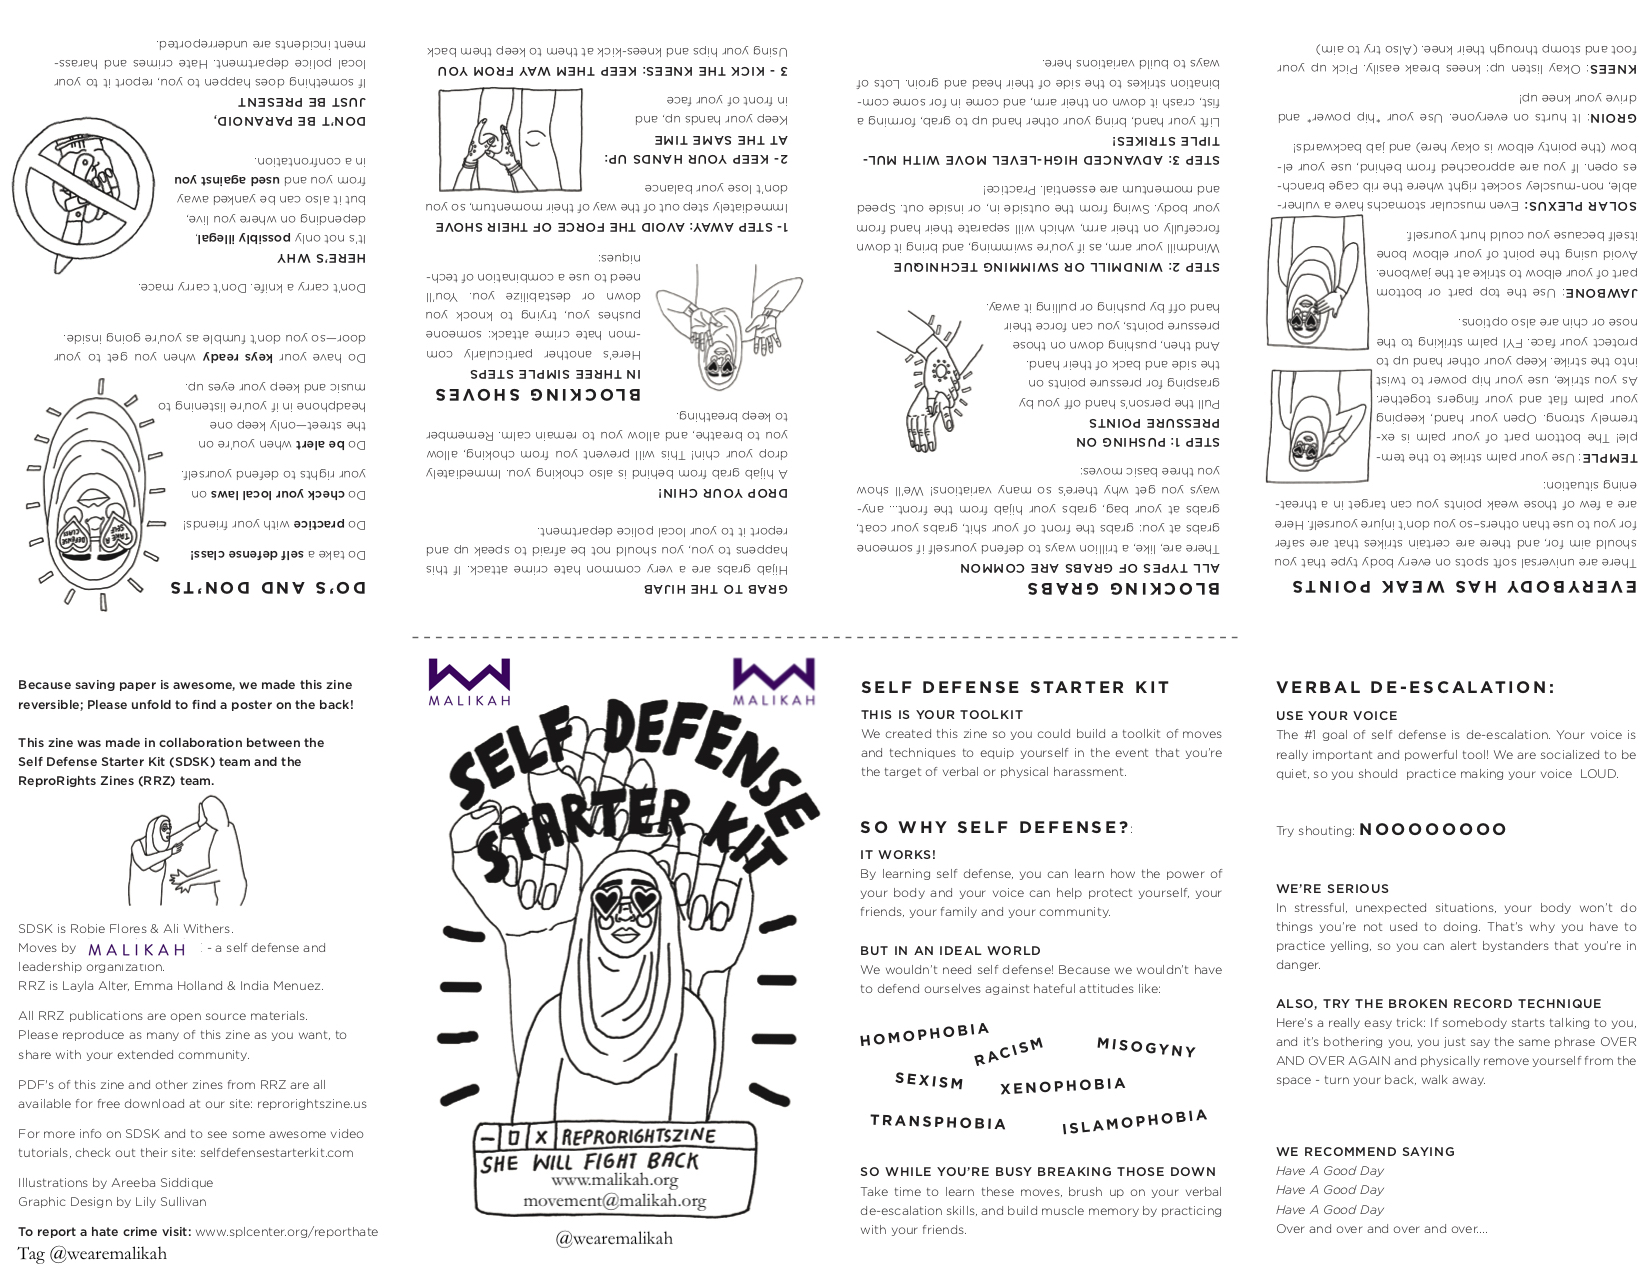 MALIKAH
MALIKAH
SELF DEFENSE
STARTER KIT
– 0 X REPRORIGHTSZINE
SHE WILL FIGHT BACK
www.malikah.org
movement@malikah.org
@wearemalikah
SELF DEFENSE STARTER KIT
THIS IS YOUR TOOLKIT
We created this zine so you could build a toolkit of moves
and techniques to equip yourself in the event that you're
the target of verbal or physical harassment.
SO WHY SELF DEFENSE?:
IT WORKS!
By learning self defense, you can learn how the power of
your body and your voice can help protect yourself, your
friends, your family and your community.
BUT IN AN IDEAL WORLD
We wouldn't need self defense! Because we wouldn't have
to defend ourselves against hateful attitudes like:
HOMOPHOBIA
RACISM
MISOGYNY
SEXISM
XENOPHOBIA
TRANSPHOBIA
ISLAMOPHOBIA
SO WHILE YOU'RE BUSY BREAKING THOSE DOWN
Take time to learn these moves, brush up on your verbal
de-escalation skills, and build muscle memory by practicing
with your friends.
VERBAL DE-ESCALATION:
USE YOUR VOICE
The #1 goal of self defense is de-escalation. Your voice is
really important and powerful tool! We are socialized to be
quiet, so you should practice making your voice LOUD.
Try shouting: NOOOOOOOO
WE'RE SERIOUS
In stressful, unexpected situations, your body won't do
things you're not used to doing. That's why you have to
practice yelling, so you can alert bystanders that you're in
danger.
ALSO, TRY THE BROKEN RECORD TECHNIQUE
Here's a really easy trick: If somebody starts talking to you,
and it's bothering you, you just say the same phrase OVER
AND OVER AGAIN and physically remove yourself from the
space - turn your back, walk away.
WE RECOMMEND SAYING
Have A Good Day
Have A Good Day
Have A Good Day
Over and over and over and over....
EVERYBODY HAS WEAK POINTS
There are universal soft spots on every body type that you
should aim for, and there are certain strikes that are safer
for you to use than others–so you don't injure yourself. Here
are a few of those weak points you can target in a threat-
ening situation:
TEMPLE: Use your palm strike to the tem-
ple! The bottom part of your palm is ex-
tremely strong. Open your hand, keeping
your palm flat and your fingers together.
As you strike, use your hip power to twist
into the strike. Keep your other hand up to
protect your face. FYI palm striking to the
nose or chin are also options.
JAWBONE: Use the top part or bottom
part of your elbow to strike at the jawbone.
Avoid using the point of your elbow bone
itself because you could hurt yourself.
SOLAR PLEXUS: Even muscular stomachs have a vulner-
able, non-muscley socket right where the rib cage branch-
es open. If you are approached from behind, use your el-
bow (the pointy elbow is okay here) and jab backwards!
GROIN: It hurts on everyone. Use your *hip power* and
drive your knee up!
KNEES: Okay listen up: knees break easily. Pick up your
foot and stomp through their knee. (Also try to aim)
BLOCKING GRABS
ALL TYPES OF GRABS ARE COMMON
There are, like, a trillion ways to defend yourself if someone
grabs at you: grabs the front of your shit, grabs your coat,
grabs at your bag, grabs your hijab from the front... any-
ways you get why there's so many variations! We'll show
you three basic moves:
STEP 1: PUSHING ON
PRESSURE POINTS
Pull the person's hand off you by
grasping for pressure points on
the side and back of their hand.
And then, pushing down on those
pressure points, you can force their
hand off by pushing or pulling it away.
STEP 2: WINDMILL OR SWIMMING TECHNIQUE
Windmill your arm, as if you're swimming, and bring it down
forcefully on their arm, which will separate their hand from
your body. Swing from the outside in, or inside out. Speed
and momentum are essential. Practice!
STEP 3: ADVANCED HIGH-LEVEL MOVE WITH MUL-
TIPLE STRIKES!
Lift your hand, bring your other hand up to grab, forming a
fist, crash it down on their arm, and come in for some com-
bination strikes to the side of their head and groin. Lots of
ways to build variations here.
GRAB TO THE HIJAB
Hijab grabs are a very common hate crime attack. If this
happens to you, you should not be afraid to speak up and
report it to your local police department.
DROP YOUR CHIN!
A hijab grab from behind is also choking you. Immediately
drop your chin! This will prevent you from choking, allow
you to breathe, and allow you to remain calm. Remember
to keep breathing.
BLOCKING SHOVES
IN THREE SIMPLE STEPS
Here's another particularly com
-mon hate crime attack: someone
pushes you, trying to knock you
down or destabilize you. You'll
need to use a combination of tech-
niques:
1- STEP AWAY: AVOID THE FORCE OF THEIR SHOVE
Immediately step out of the way of their momentum, so you
don't lose your balance
2- KEEP YOUR HANDS UP:
AT THE SAME TIME
Keep your hands up, and
in front of your face
3 - KICK THE KNEES: KEEP THEM WAY FROM YOU
Using your hips and knees-kick at them to keep them back
DO'S AND DON'TS
Do take a self defense class!
Do practice with your friends!
Do check your local laws on
your rights to defend yourself.
TAKE A
SELF
DEFENSE
CLASS
Do be alert when you're on
the street—only keep one
headphone in if you're listening to
music and keep your eyes up.
Do have your keys ready when you get to your
door—so you don't fumble as you're going inside.
Don't carry a knife. Don't carry mace.
HERE'S WHY
It's not only possibly illegal,
depending on where you live,
but it also can be yanked away
from you and used against you
in a confrontation.
DON'T BE PARANOID,
JUST BE PRESENT
If something does happen to you, report it to your
local police department. Hate crimes and harass-
ment incidents are underreported.
Because saving paper is awesome, we made this zine
reversible; Please unfold to find a poster on the back!
This zine was made in collaboration between the
Self Defense Starter Kit (SDSK) team and the
ReproRights Zines (RRZ) team.
SDSK is Robie Flores & Ali Withers.
Moves by MALIKAH - a self defense and
leadership organization.
RRZ is Layla Alter, Emma Holland & India Menuez.
All RRZ publications are open source materials.
Please reproduce as many of this zine as you want, to
share with your extended community.
PDF's of this zine and other zines from RRZ are all
available for free download at our site: reprorightszine.us
For more info on SDSK and to see some awesome video
tutorials, check out their site: selfdefensestarterkit.com
Illustrations by Areeba Siddique
Graphic Design by Lily Sullivan
To report a hate crime visit: www.splcenter.org/reporthate
Tag @wearemalikah